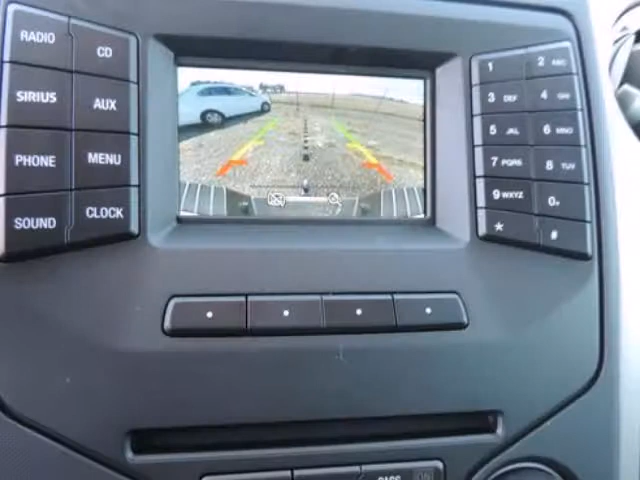 RADIO
CD
SIRIUS
AUX
PHONE
MENU
SOUND
CLOCK
1
2 ABC
3 DEF
4 GHI
5 JKL
6 MNO
7 PQRS
8 TUV
9 WXYZ
0+
*
#
PASS